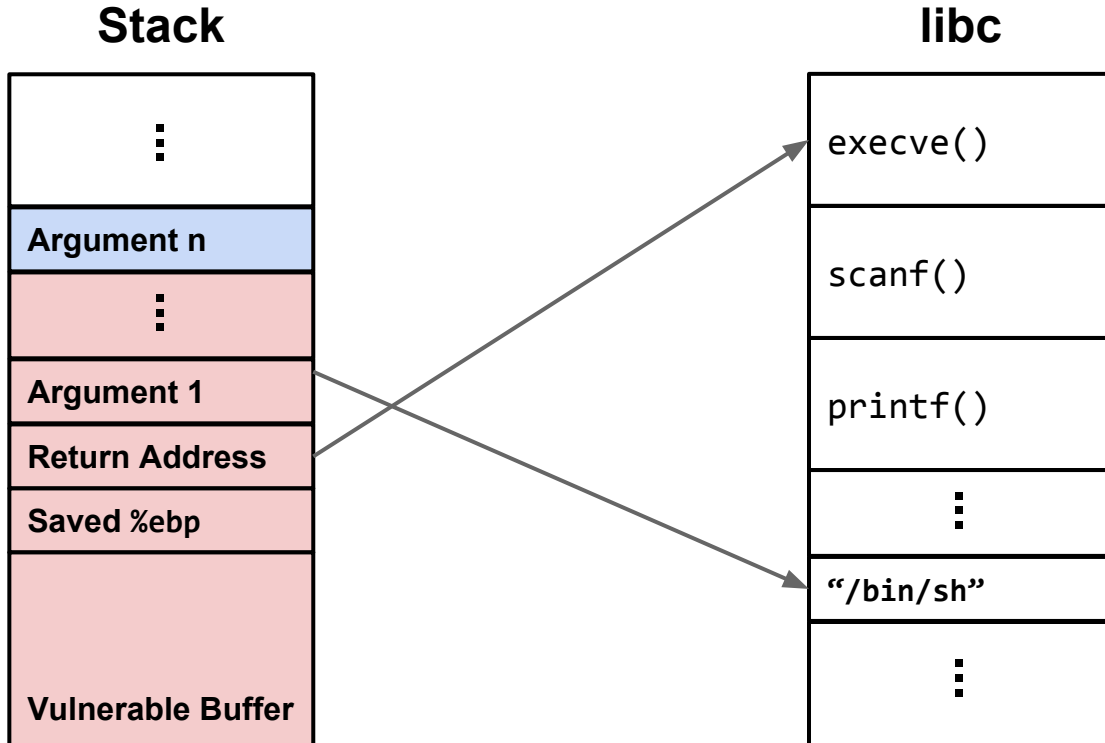 Stack
⋮
Argument n
⋮
Argument 1
Return Address
Saved %ebp
Vulnerable Buffer
libc
execve()
scanf()
printf()
⋮
“/bin/sh”
⋮